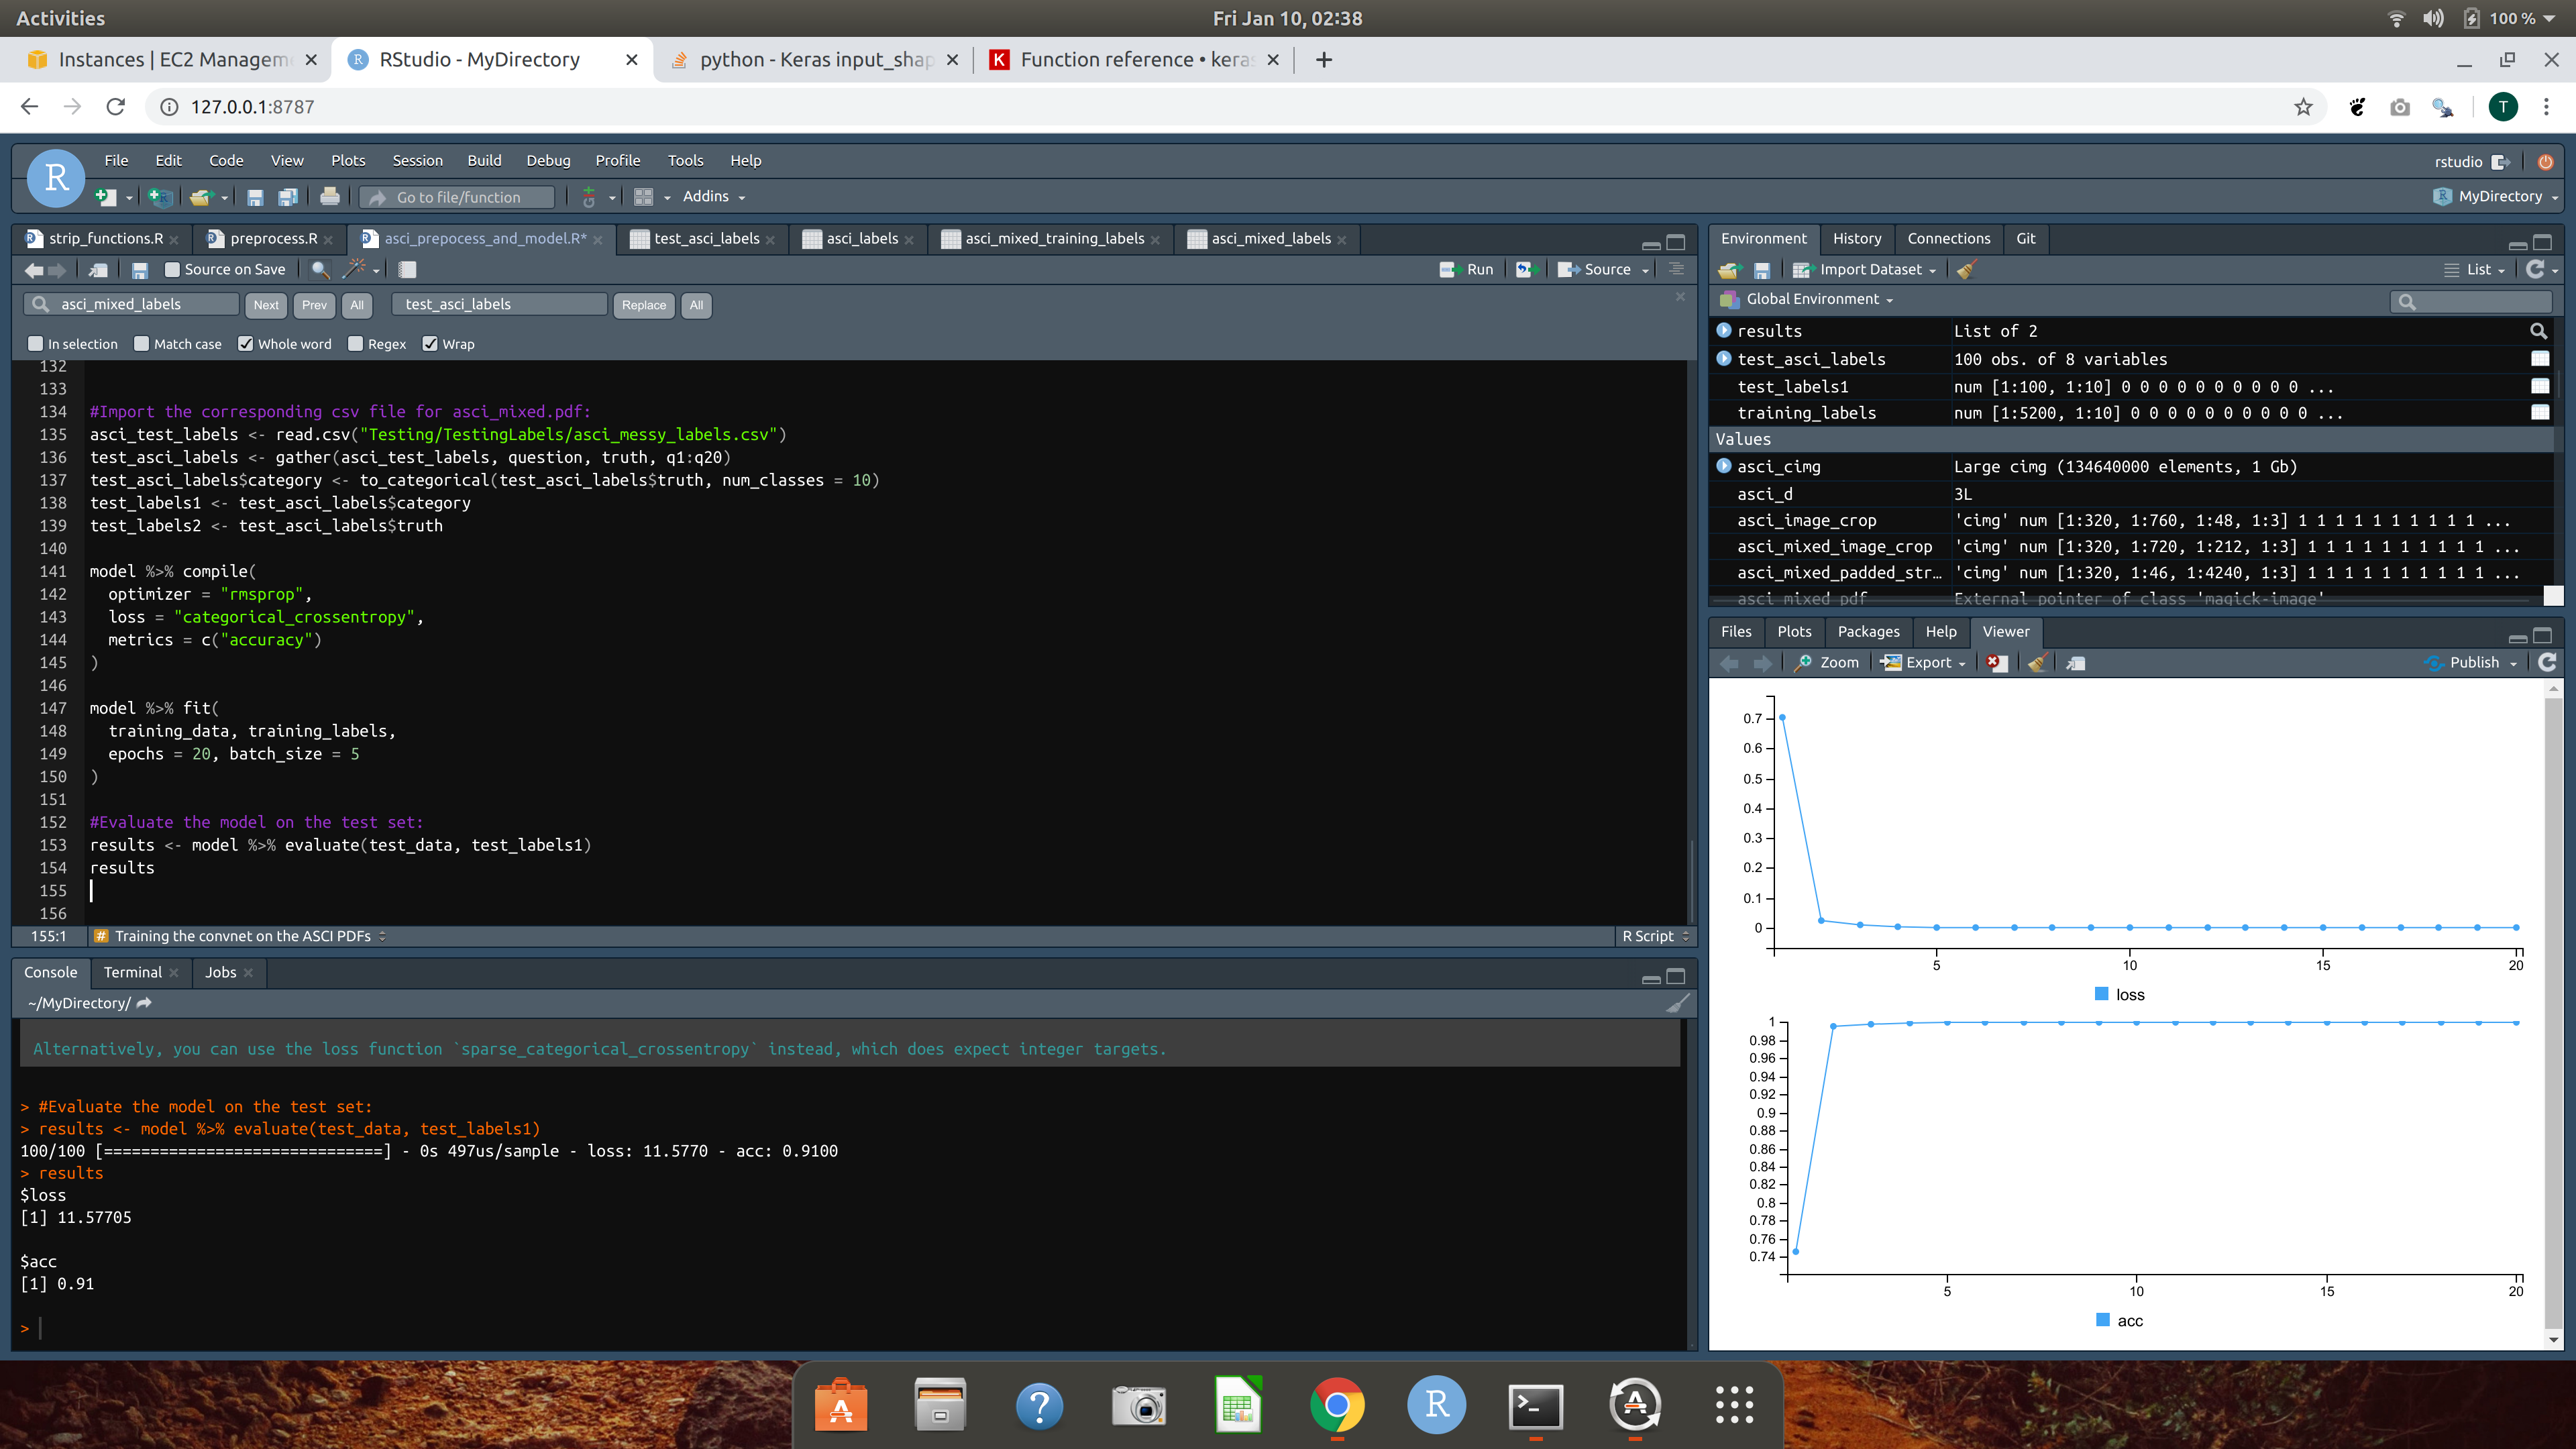 Activities
Fri Jan 10, 02:38
100 %
Instances | EC2 Managem
RStudio - MyDirectory
python - Keras input_shap
Function reference • keras
127.0.0.1:8787
T
R
File Edit Code View Plots Session Build Debug Profile Tools Help
rstudio
Go to file/function
Addins
MyDirectory
strip_functions.R
preprocess.R
asci_prepocess_and_model.R*
test_asci_labels
asci_labels
asci_mixed_training_labels
asci_mixed_labels
Source on Save
Run
Source
asci_mixed_labels
Next
Prev
All
test_asci_labels
Replace
All
In selection
Match case
Whole word
Regex
Wrap
132
133
134 #Import the corresponding csv file for asci_mixed.pdf:
135 asci_test_labels <- read.csv("Testing/TestingLabels/asci_messy_labels.csv")
136 test_asci_labels <- gather(asci_test_labels, question, truth, q1:q20)
137 test_asci_labels$category <- to_categorical(test_asci_labels$truth, num_classes = 10)
138 test_labels1 <- test_asci_labels$category
139 test_labels2 <- test_asci_labels$truth
140
141 model %>% compile(
142 optimizer = "rmsprop",
143 loss = "categorical_crossentropy",
144 metrics = c("accuracy")
145 )
146
147 model %>% fit(
148 training_data, training_labels,
149 epochs = 20, batch_size = 5
150 )
151
152 #Evaluate the model on the test set:
153 results <- model %>% evaluate(test_data, test_labels1)
154 results
155
156
155:1
# Training the convnet on the ASCI PDFs
R Script
Console
Terminal
Jobs
~/MyDirectory/
Alternatively, you can use the loss function `sparse_categorical_crossentropy` instead, which does expect integer targets.
> #Evaluate the model on the test set:
> results <- model %>% evaluate(test_data, test_labels1)
100/100 [==============================] - 0s 497us/sample - loss: 11.5770 - acc: 0.9100
> results
$loss
[1] 11.57705
$acc
[1] 0.91
>
Environment
History
Connections
Git
Import Dataset
List
Global Environment
results List of 2
test_asci_labels 100 obs. of 8 variables
test_labels1 num [1:100, 1:10] 0 0 0 0 0 0 0 0 0 0 ...
training_labels num [1:5200, 1:10] 0 0 0 0 0 0 0 0 0 0 ...
Values
asci_cimg Large cimg (134640000 elements, 1 Gb)
asci_d 3L
asci_image_crop 'cimg' num [1:320, 1:760, 1:48, 1:3] 1 1 1 1 1 1 1 1 1 1 ...
asci_mixed_image_crop 'cimg' num [1:320, 1:720, 1:212, 1:3] 1 1 1 1 1 1 1 1 1 1 ...
asci_mixed_padded_str… 'cimg' num [1:320, 1:46, 1:4240, 1:3] 1 1 1 1 1 1 1 1 1 1 ...
asci_mixed_pdf External pointer of class 'magick-image'
Files
Plots
Packages
Help
Viewer
Zoom
Export
Publish
0.7
0.6
0.5
0.4
0.3
0.2
0.1
0
5 10 15 20
loss
1
0.98
0.96
0.94
0.92
0.9
0.88
0.86
0.84
0.82
0.8
0.78
0.76
0.74
5 10 15 20
acc